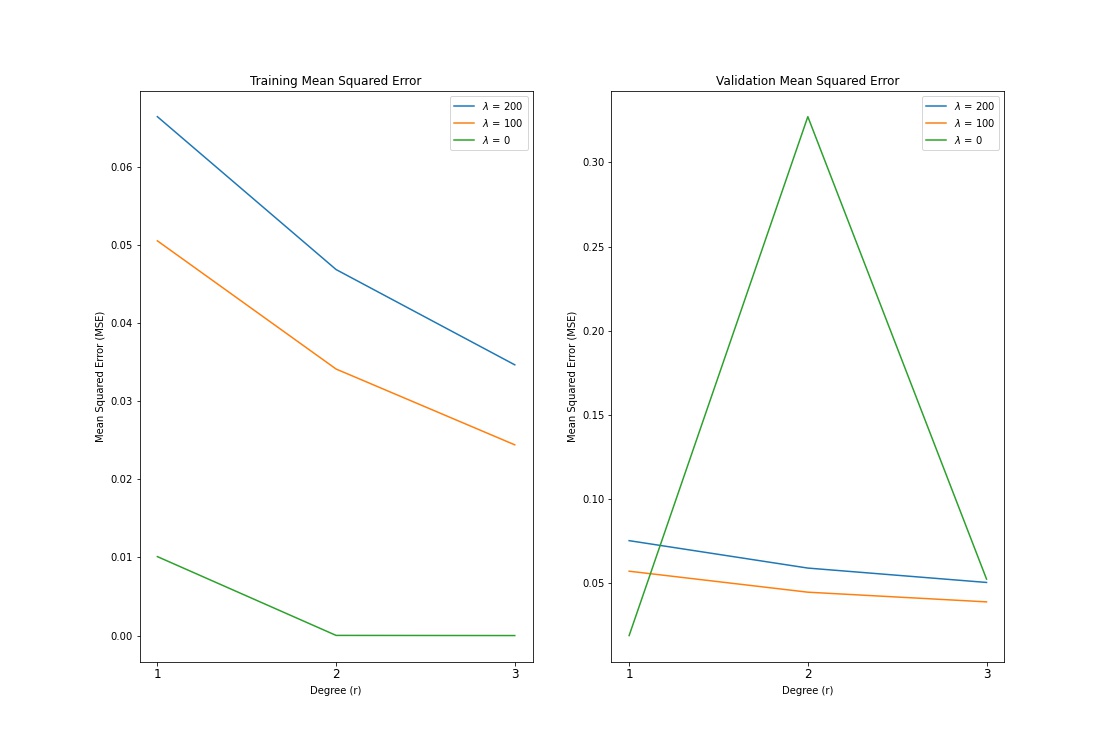 Training Mean Squared Error
λ = 200
λ = 100
λ = 0
0.06
0.05
0.04
0.03
0.02
0.01
0.00
Mean Squared Error (MSE)
1 2 3
Degree (r)
Validation Mean Squared Error
λ = 200
λ = 100
λ = 0
0.30
0.25
0.20
0.15
0.10
0.05
Mean Squared Error (MSE)
1 2 3
Degree (r)